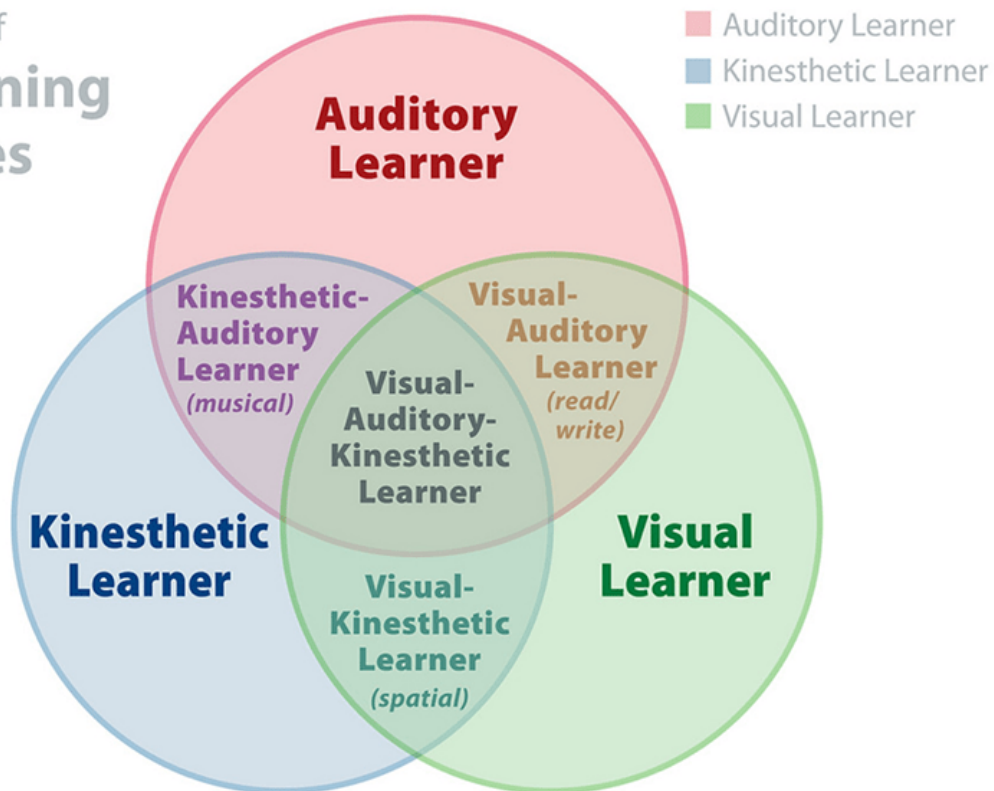 f
ning
es
Auditory Learner
Kinesthetic Learner
Visual Learner
Auditory
Learner
Kinesthetic-
Auditory
Learner
(musical)
Visual-
Auditory
Learner
(read/
write)
Visual-
Auditory-
Kinesthetic
Learner
Kinesthetic
Learner
Visual
Learner
Visual-
Kinesthetic
Learner
(spatial)